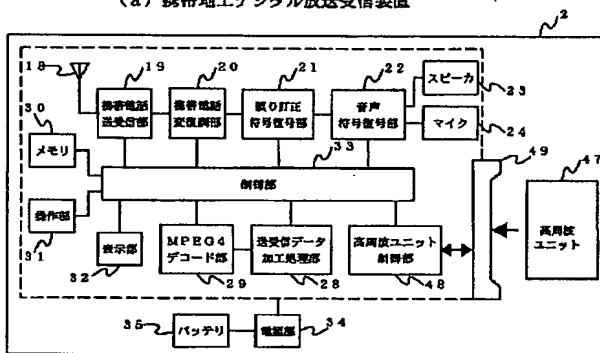 (a) 携帯地上デジタル放送受信装置
2
18
19
20
21
22
スピーカ
23
携帯電話
送受信部
携帯電話
変復調部
誤り訂正
符号復号部
音声
符号復号部
マイク
24
30
メモリ
33
制御部
49
47
操作部
31
表示部
32
MPEG4
デコード部
29
送受信データ
加工処理部
28
高周波ユニット
制御部
48
高周波
ユニット
35
バッテリ
電源部
34